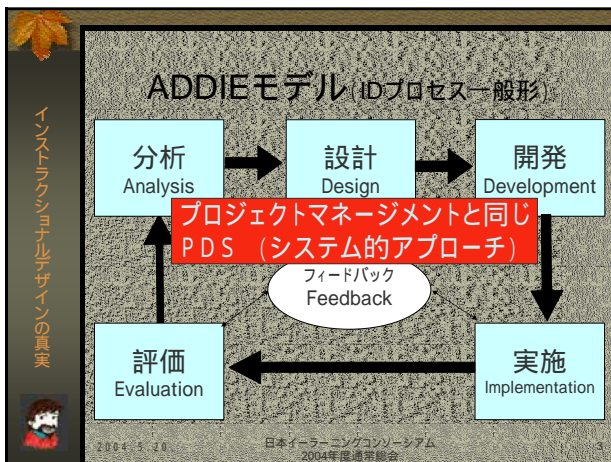 ADDIEモデル(IDプロセス一般形)
インストラクショナルデザインの真実
分析
Analysis
設計
Design
開発
Development
プロジェクトマネージメントと同じ
PDS (システム的アプローチ)
フィードバック
Feedback
評価
Evaluation
実施
Implementation
2004.5.20
日本イーラーニングコンソーシアム
2004年度通常総会
3